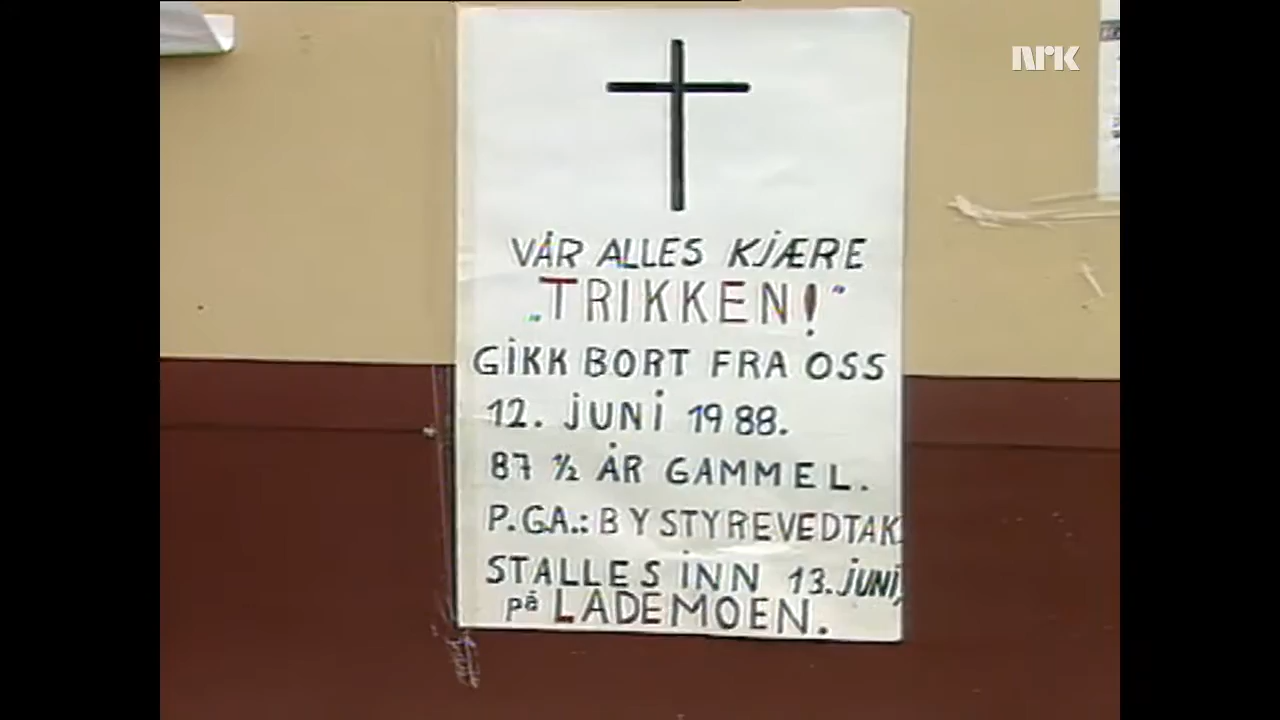 NRK
VÅR ALLES KJÆRE
„TRIKKEN!"
GIKK BORT FRA OSS
12. JUNI 1988.
87 ½ ÅR GAMMEL.
P.GA.: BYSTYREVEDTAK.
STALLES INN 13. JUNI,
på LADEMOEN.